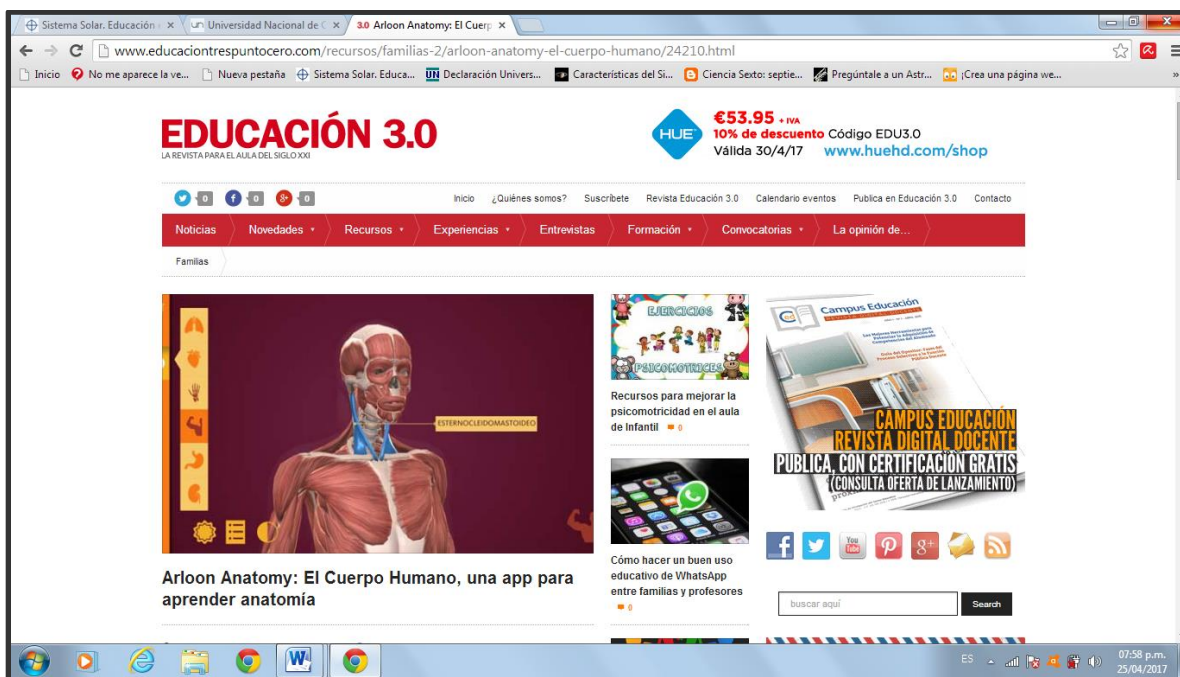 Sistema Solar. Educación
Universidad Nacional de C
3.0 Arloon Anatomy: El Cuerp
www.educaciontrespuntocero.com/recursos/familias-2/arloon-anatomy-el-cuerpo-humano/24210.html
Inicio No me aparece la ve... Nueva pestaña Sistema Solar. Educa... UN Declaración Univers... Características del Si... Ciencia Sexto: septie... Pregúntale a un Astr... ¡Crea una página we... »
EDUCACIÓN 3.0
LA REVISTA PARA EL AULA DEL SIGLO XXI
HUE
€53.95 + IVA
10% de descuento Código EDU3.0
Válida 30/4/17 www.huehd.com/shop
0 0 0
Inicio ¿Quiénes somos? Suscríbete Revista Educación 3.0 Calendario eventos Publica en Educación 3.0 Contacto
Noticias Novedades Recursos Experiencias Entrevistas Formación Convocatorias La opinión de...
Familias
ESTERNOCLEIDOMASTOIDEO
Arloon Anatomy: El Cuerpo Humano, una app para
aprender anatomía
EJERCICIOS
PSICOMOTRICES
Recursos para mejorar la
psicomotricidad en el aula
de Infantil 0
Cómo hacer un buen uso
educativo de WhatsApp
entre familias y profesores
0
Campus Educación
REVISTA DIGITAL DOCENTE
CAMPUS EDUCACIÓN
REVISTA DIGITAL DOCENTE
PUBLICA, CON CERTIFICACIÓN GRATIS
(CONSULTA OFERTA DE LANZAMIENTO)
You
Tube
8+
buscar aquí Search
ES
07:58 p.m.
25/04/2017